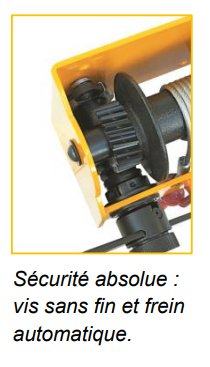 Sécurité absolue :
vis sans fin et frein
automatique.